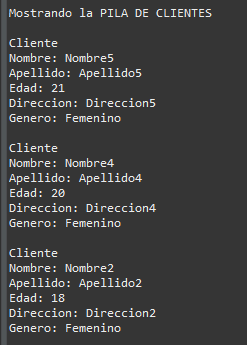 Mostrando la PILA DE CLIENTES
Cliente
Nombre: Nombre5
Apellido: Apellido5
Edad: 21
Direccion: Direccion5
Genero: Femenino
Cliente
Nombre: Nombre4
Apellido: Apellido4
Edad: 20
Direccion: Direccion4
Genero: Femenino
Cliente
Nombre: Nombre2
Apellido: Apellido2
Edad: 18
Direccion: Direccion2
Genero: Femenino